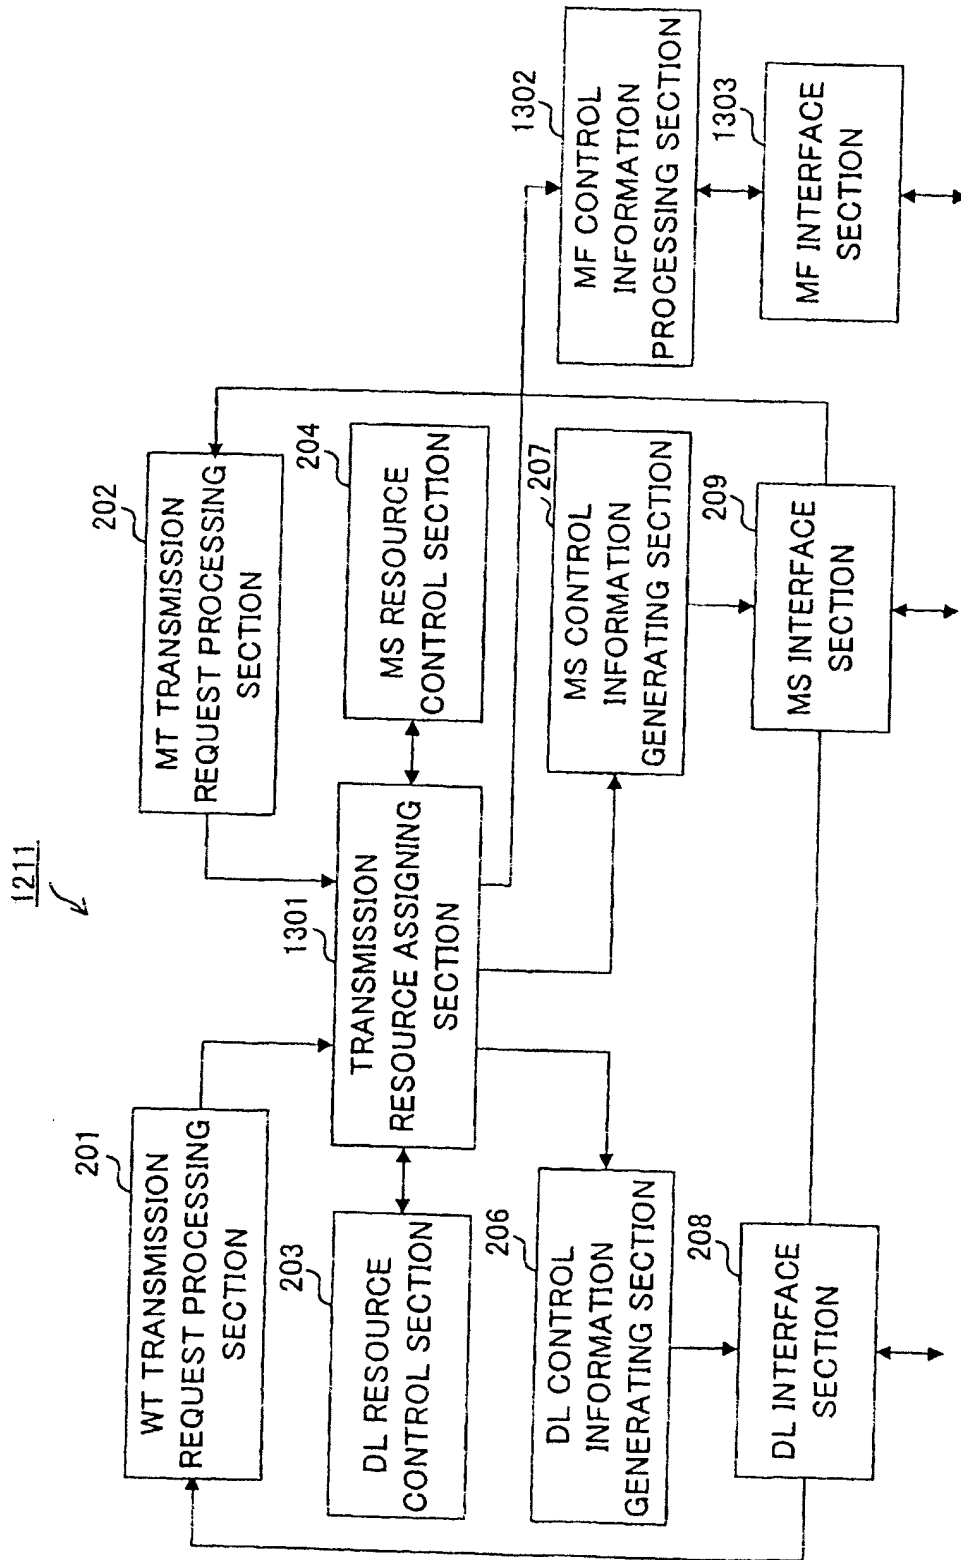 1211
201
WT TRANSMISSION
REQUEST PROCESSING
SECTION
202
MT TRANSMISSION
REQUEST PROCESSING
SECTION
203
DL RESOURCE
CONTROL SECTION
1301
TRANSMISSION
RESOURCE ASSIGNING
SECTION
204
MS RESOURCE
CONTROL SECTION
206
DL CONTROL
INFORMATION
GENERATING SECTION
207
MS CONTROL
INFORMATION
GENERATING SECTION
1302
MF CONTROL
INFORMATION
PROCESSING SECTION
208
DL INTERFACE
SECTION
209
MS INTERFACE
SECTION
1303
MF INTERFACE
SECTION